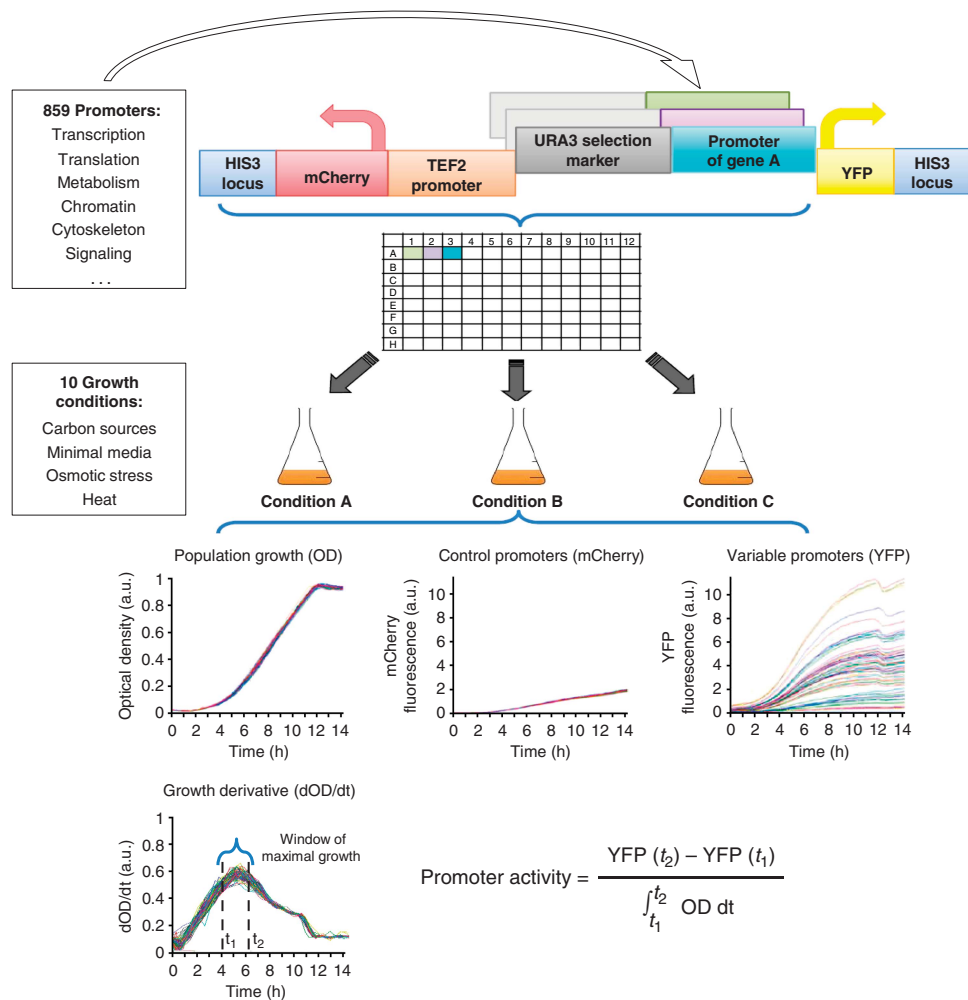 859 Promoters:
Transcription
Translation
Metabolism
Chromatin
Cytoskeleton
Signaling
. . .
HIS3 locus
mCherry
TEF2 promoter
URA3 selection marker
Promoter of gene A
YFP
HIS3 locus
1 2 3 4 5 6 7 8 9 10 11 12
A
B
C
D
E
F
G
H
10 Growth
conditions:
Carbon sources
Minimal media
Osmotic stress
Heat
Condition A
Condition B
Condition C
Population growth (OD)
Optical density (a.u.)
1
0.8
0.6
0.4
0.2
0
0 2 4 6 8 10 12 14
Time (h)
Control promoters (mCherry)
mCherry
fluorescence (a.u.)
10
8
6
4
2
0
0 2 4 6 8 10 12 14
Time (h)
Variable promoters (YFP)
YFP
fluorescence (a.u.)
10
8
6
4
2
0
0 2 4 6 8 10 12 14
Time (h)
Growth derivative (dOD/dt)
dOD/dt (a.u.)
1
0.8
0.6
0.4
0.2
0
Window of
maximal growth
t1 t2
0 2 4 6 8 10 12 14
Time (h)
Promoter activity = YFP (t2) – YFP (t1) / ∫t1t2 OD dt